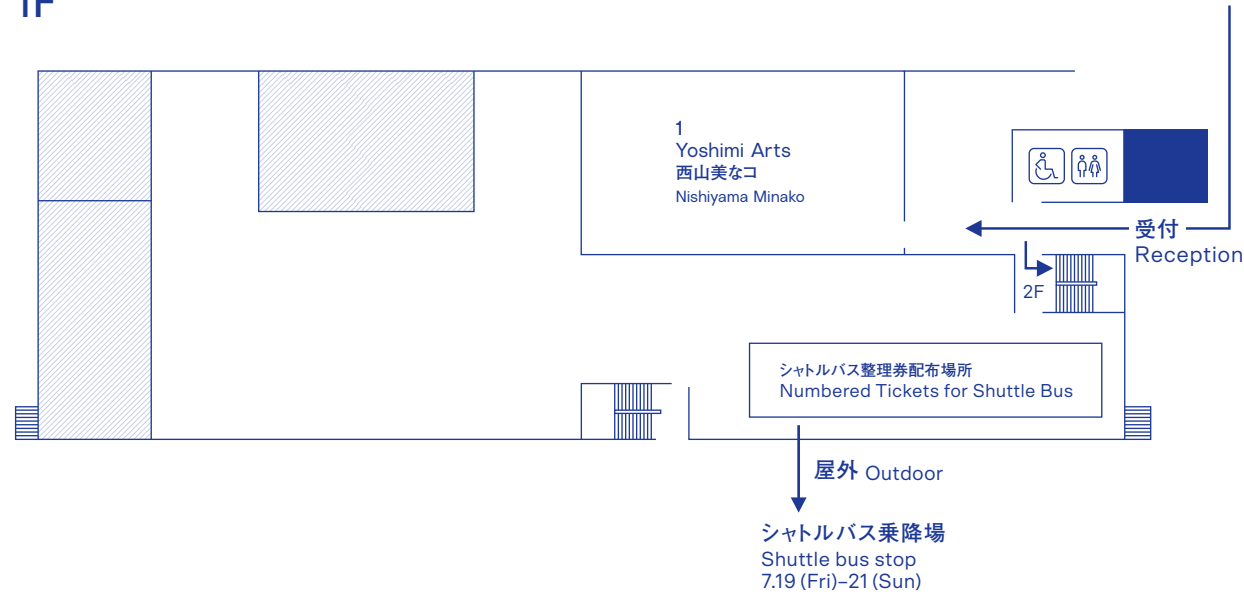 1F
1
Yoshimi Arts
西山美なコ
Nishiyama Minako
受付
Reception
2F
シャトルバス整理券配布場所
Numbered Tickets for Shuttle Bus
屋外 Outdoor
シャトルバス乗降場
Shuttle bus stop
7.19 (Fri)–21 (Sun)